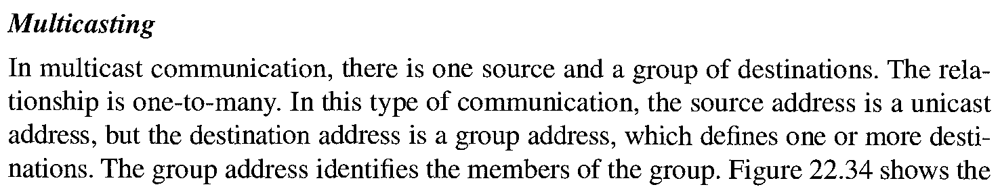 Multicasting
In multicast communication, there is one source and a group of destinations. The rela-
tionship is one-to-many. In this type of communication, the source address is a unicast
address, but the destination address is a group address, which defines one or more desti-
nations. The group address identifies the members of the group. Figure 22.34 shows the